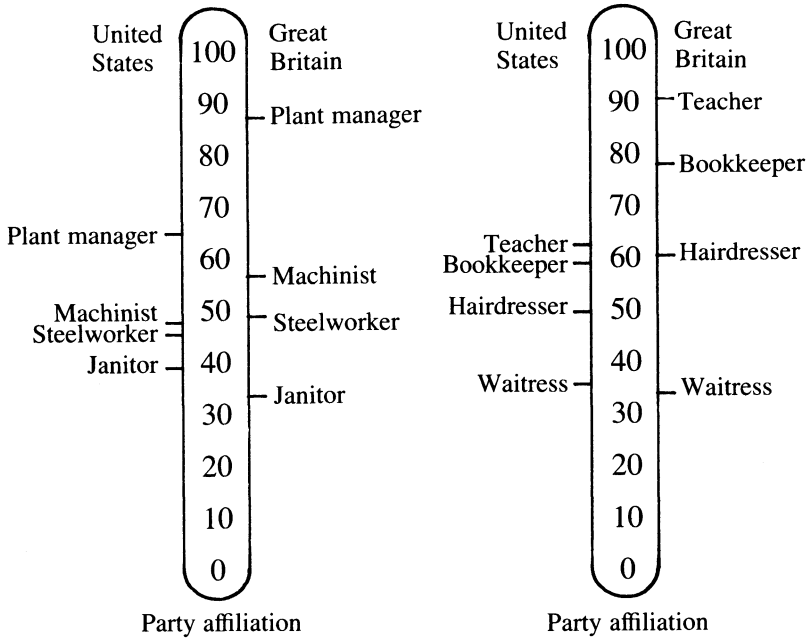 United
States
Great
Britain
100
90
80
70
60
50
40
30
20
10
0
Plant manager
Machinist
Steelworker
Janitor
Plant manager
Machinist
Steelworker
Janitor
Party affiliation
United
States
Great
Britain
100
90
80
70
60
50
40
30
20
10
0
Teacher
Bookkeeper
Hairdresser
Waitress
Teacher
Bookkeeper
Hairdresser
Waitress
Party affiliation